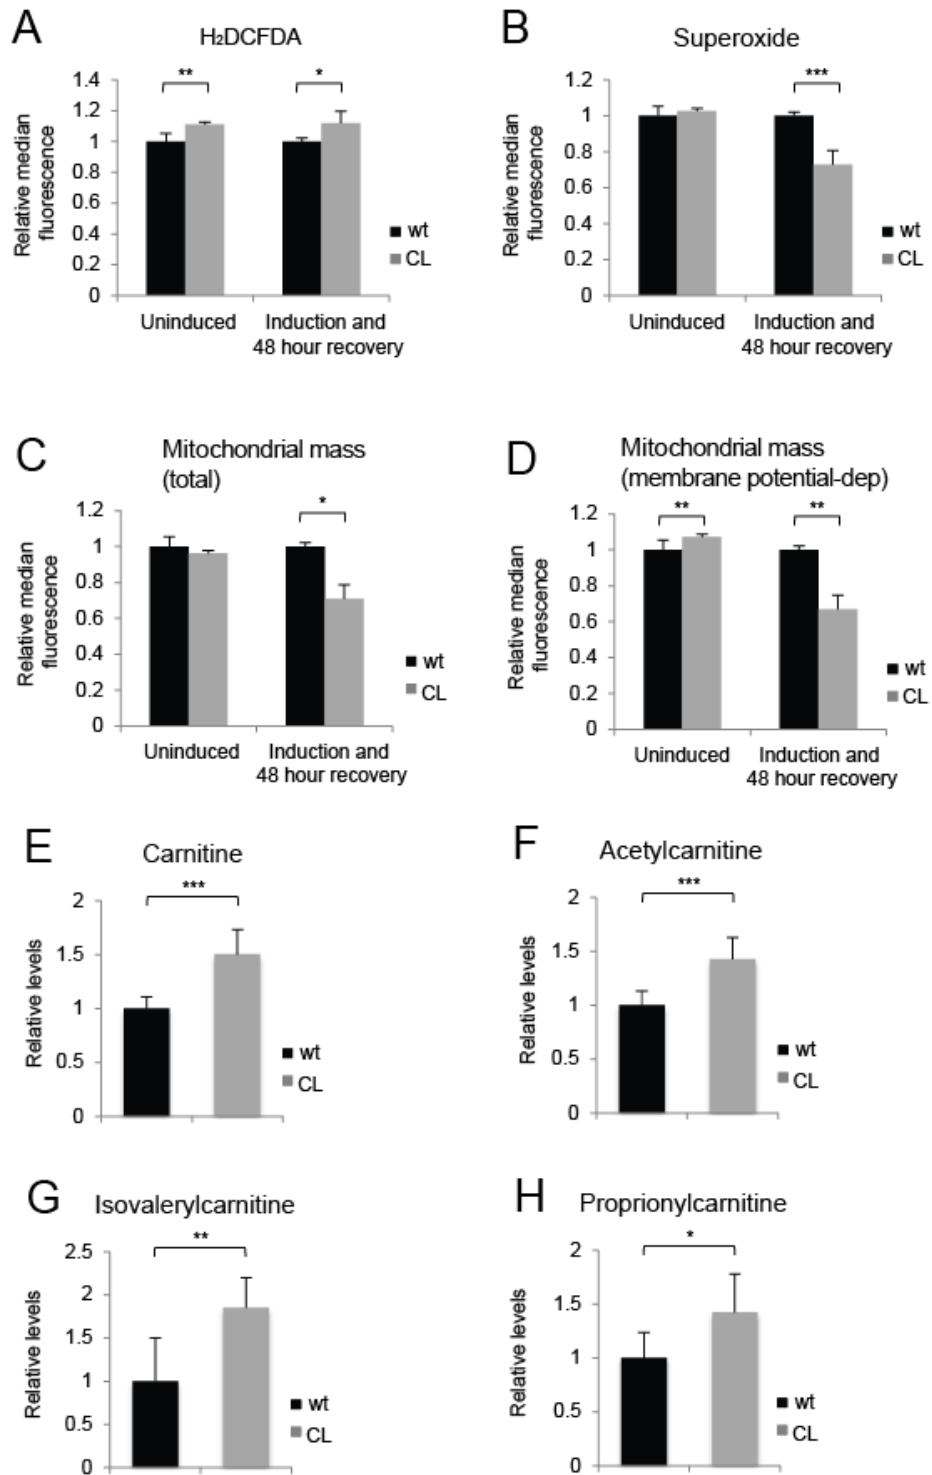 A
H₂DCFDA
Relative median
fluorescence
1.4
1.2
1
0.8
0.6
0.4
0.2
0
**
*
wt
CL
Uninduced
Induction and
48 hour recovery
B
Superoxide
Relative median
fluorescence
1.2
1
0.8
0.6
0.4
0.2
0
***
wt
CL
Uninduced
Induction and
48 hour recovery
C
Mitochondrial mass
(total)
Relative median
fluorescence
1.2
1
0.8
0.6
0.4
0.2
0
*
wt
CL
Uninduced
Induction and
48 hour recovery
D
Mitochondrial mass
(membrane potential-dep)
Relative median
fluorescence
1.2
1
0.8
0.6
0.4
0.2
0
**
**
wt
CL
Uninduced
Induction and
48 hour recovery
E
Carnitine
Relative levels
2
1.5
1
0.5
0
***
wt
CL
F
Acetylcarnitine
Relative levels
2
1.5
1
0.5
0
***
wt
CL
G
Isovalerylcarnitine
Relative levels
2.5
2
1.5
1
0.5
0
**
wt
CL
H
Proprionylcarnitine
Relative levels
2
1.5
1
0.5
0
*
wt
CL